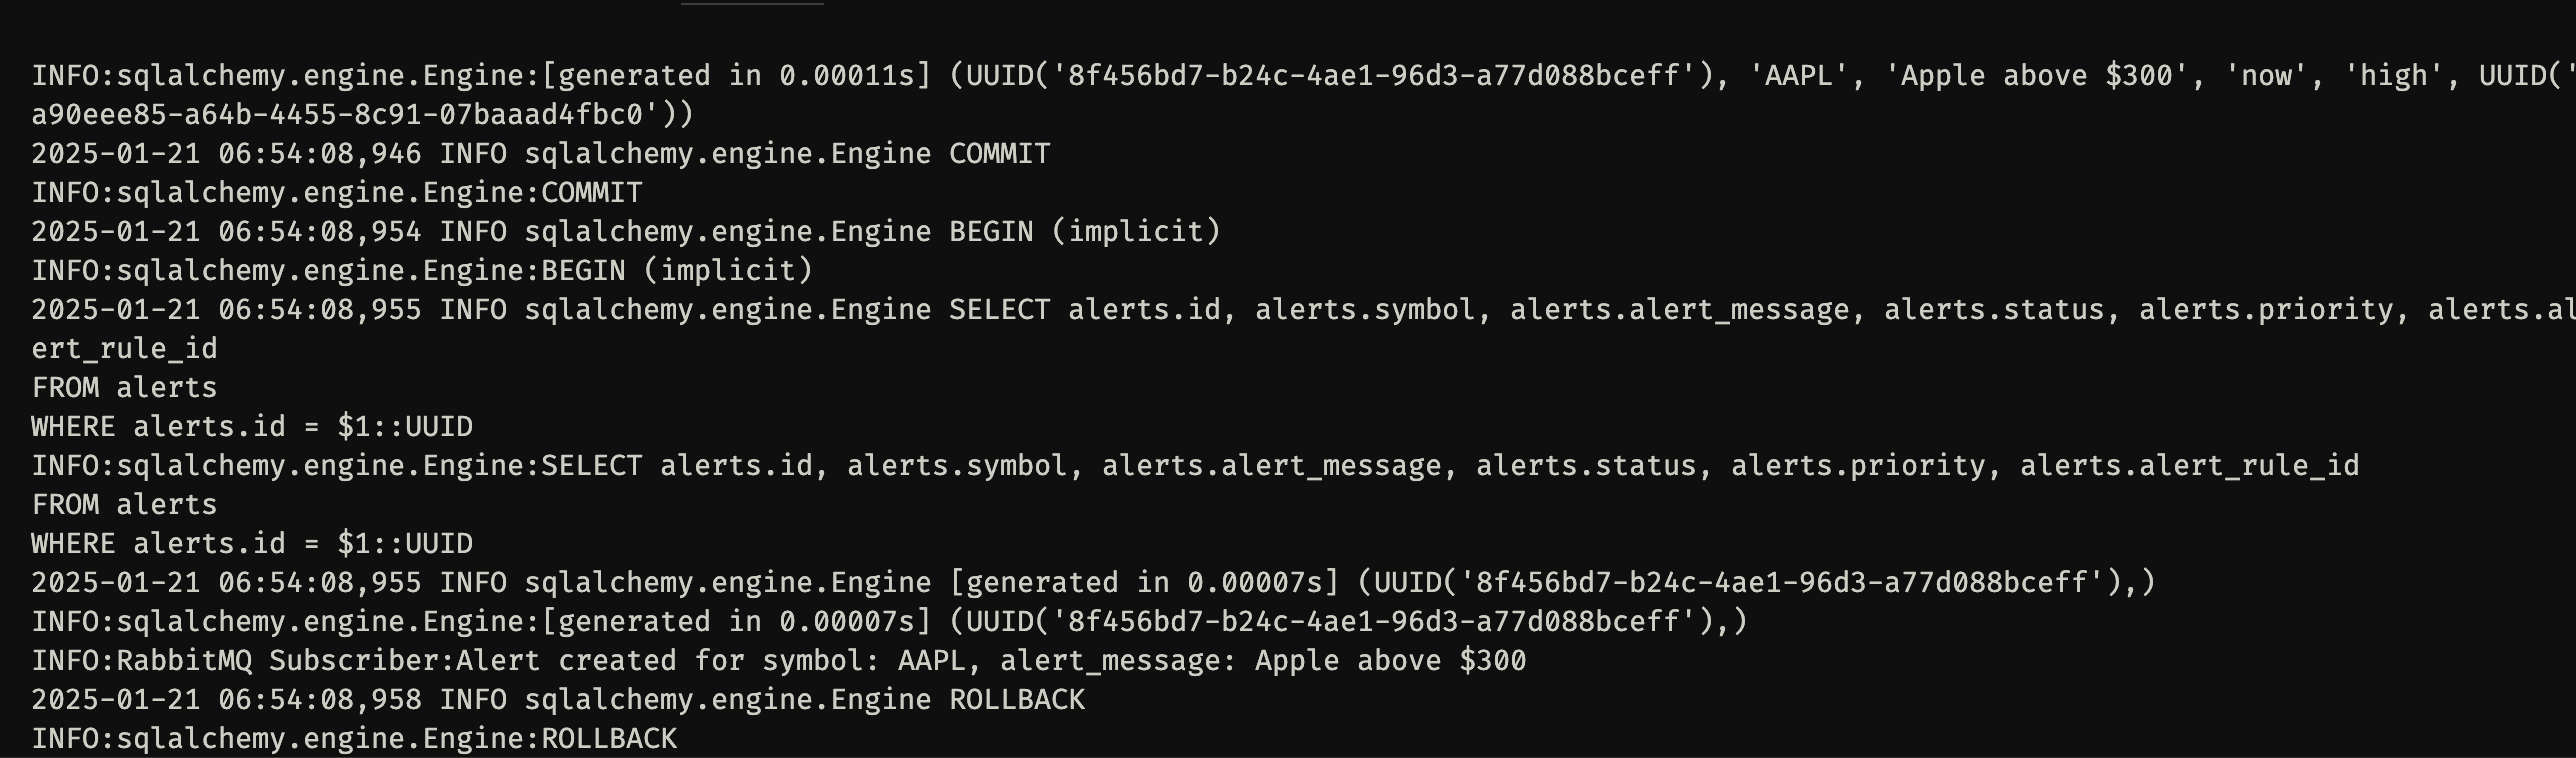 INFO:sqlalchemy.engine.Engine:[generated in 0.00011s] (UUID('8f456bd7-b24c-4ae1-96d3-a77d088bceff'), 'AAPL', 'Apple above $300', 'now', 'high', UUID('
a90eee85-a64b-4455-8c91-07baaad4fbc0'))
2025-01-21 06:54:08,946 INFO sqlalchemy.engine.Engine COMMIT
INFO:sqlalchemy.engine.Engine:COMMIT
2025-01-21 06:54:08,954 INFO sqlalchemy.engine.Engine BEGIN (implicit)
INFO:sqlalchemy.engine.Engine:BEGIN (implicit)
2025-01-21 06:54:08,955 INFO sqlalchemy.engine.Engine SELECT alerts.id, alerts.symbol, alerts.alert_message, alerts.status, alerts.priority, alerts.al
ert_rule_id
FROM alerts
WHERE alerts.id = $1::UUID
INFO:sqlalchemy.engine.Engine:SELECT alerts.id, alerts.symbol, alerts.alert_message, alerts.status, alerts.priority, alerts.alert_rule_id
FROM alerts
WHERE alerts.id = $1::UUID
2025-01-21 06:54:08,955 INFO sqlalchemy.engine.Engine [generated in 0.00007s] (UUID('8f456bd7-b24c-4ae1-96d3-a77d088bceff'),)
INFO:sqlalchemy.engine.Engine:[generated in 0.00007s] (UUID('8f456bd7-b24c-4ae1-96d3-a77d088bceff'),)
INFO:RabbitMQ Subscriber:Alert created for symbol: AAPL, alert_message: Apple above $300
2025-01-21 06:54:08,958 INFO sqlalchemy.engine.Engine ROLLBACK
INFO:sqlalchemy.engine.Engine:ROLLBACK